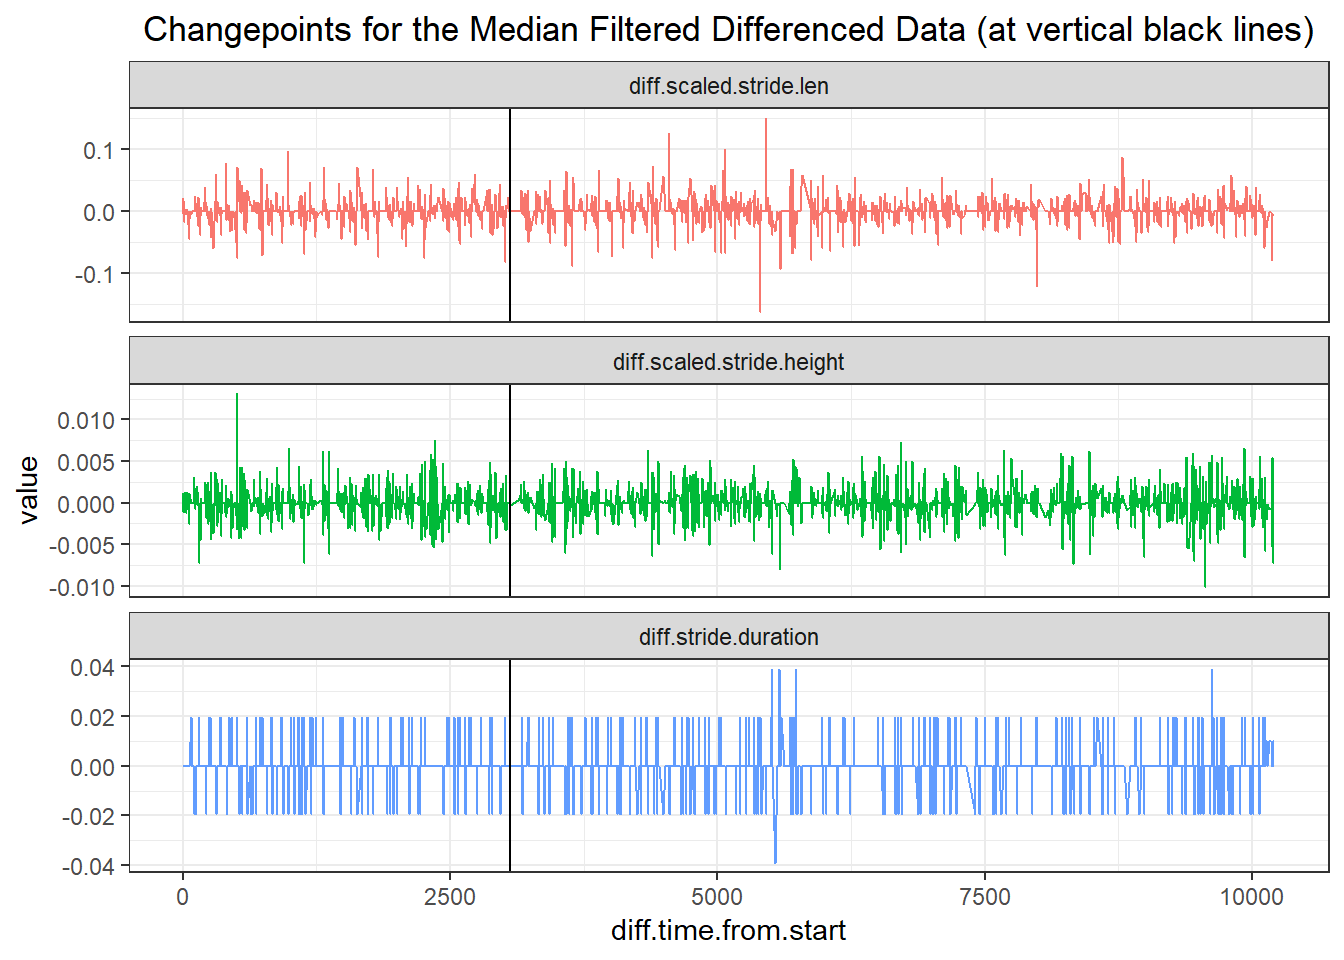 Changepoints for the Median Filtered Differenced Data (at vertical black lines)
diff.scaled.stride.len
0.1
0.0
-0.1
diff.scaled.stride.height
0.010
0.005
0.000
-0.005
-0.010
value
diff.stride.duration
0.04
0.02
0.00
-0.02
-0.04
0 2500 5000 7500 10000
diff.time.from.start